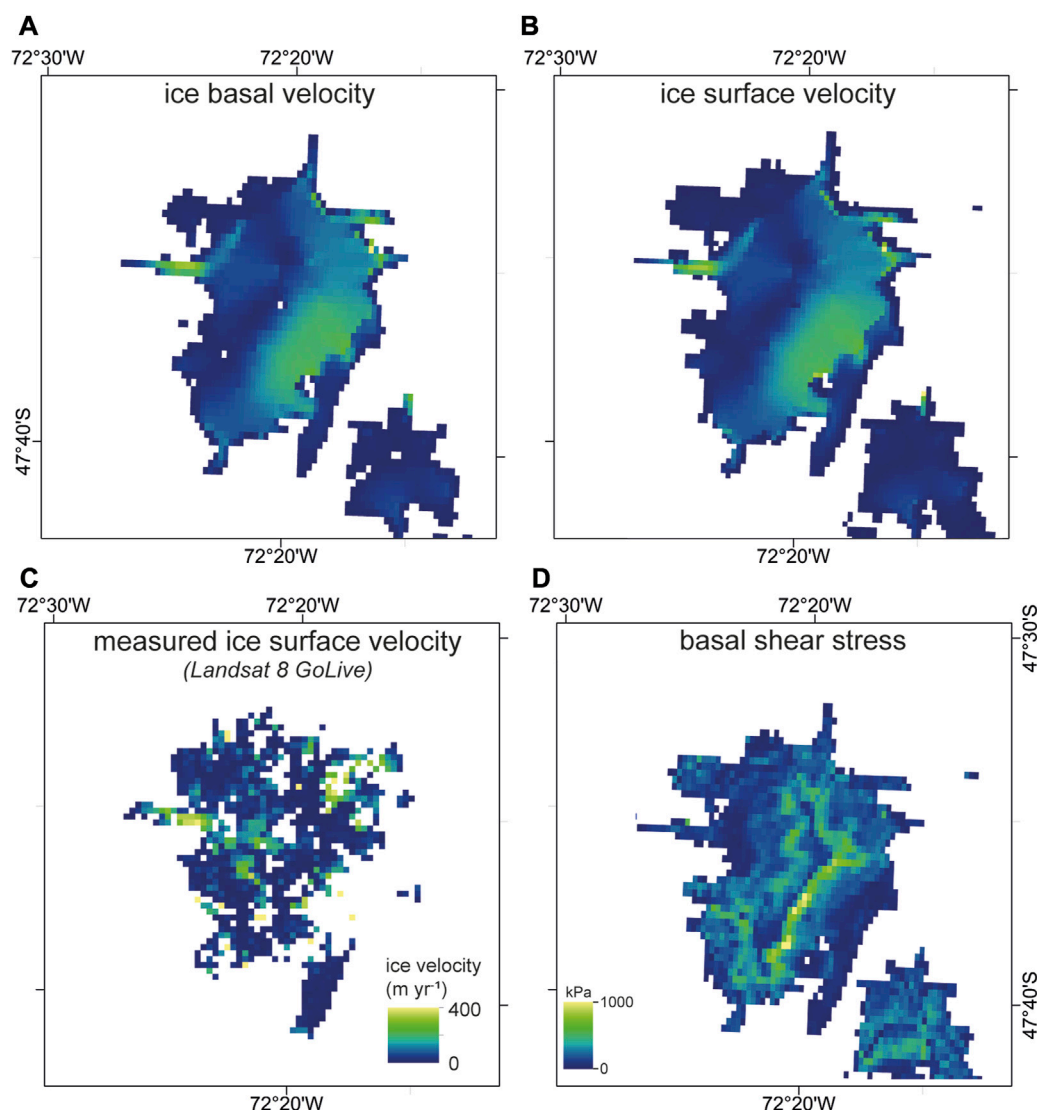 A
B
72°30'W
72°20'W
72°30'W
72°20'W
ice basal velocity
ice surface velocity
47°40'S
47°40'S
72°20'W
72°20'W
C
D
72°30'W
72°20'W
72°30'W
72°20'W
47°30'S
measured ice surface velocity
(Landsat 8 GoLive)
basal shear stress
ice velocity
(m yr⁻¹)
400
0
kPa
1000
0
47°40'S
72°20'W
72°20'W